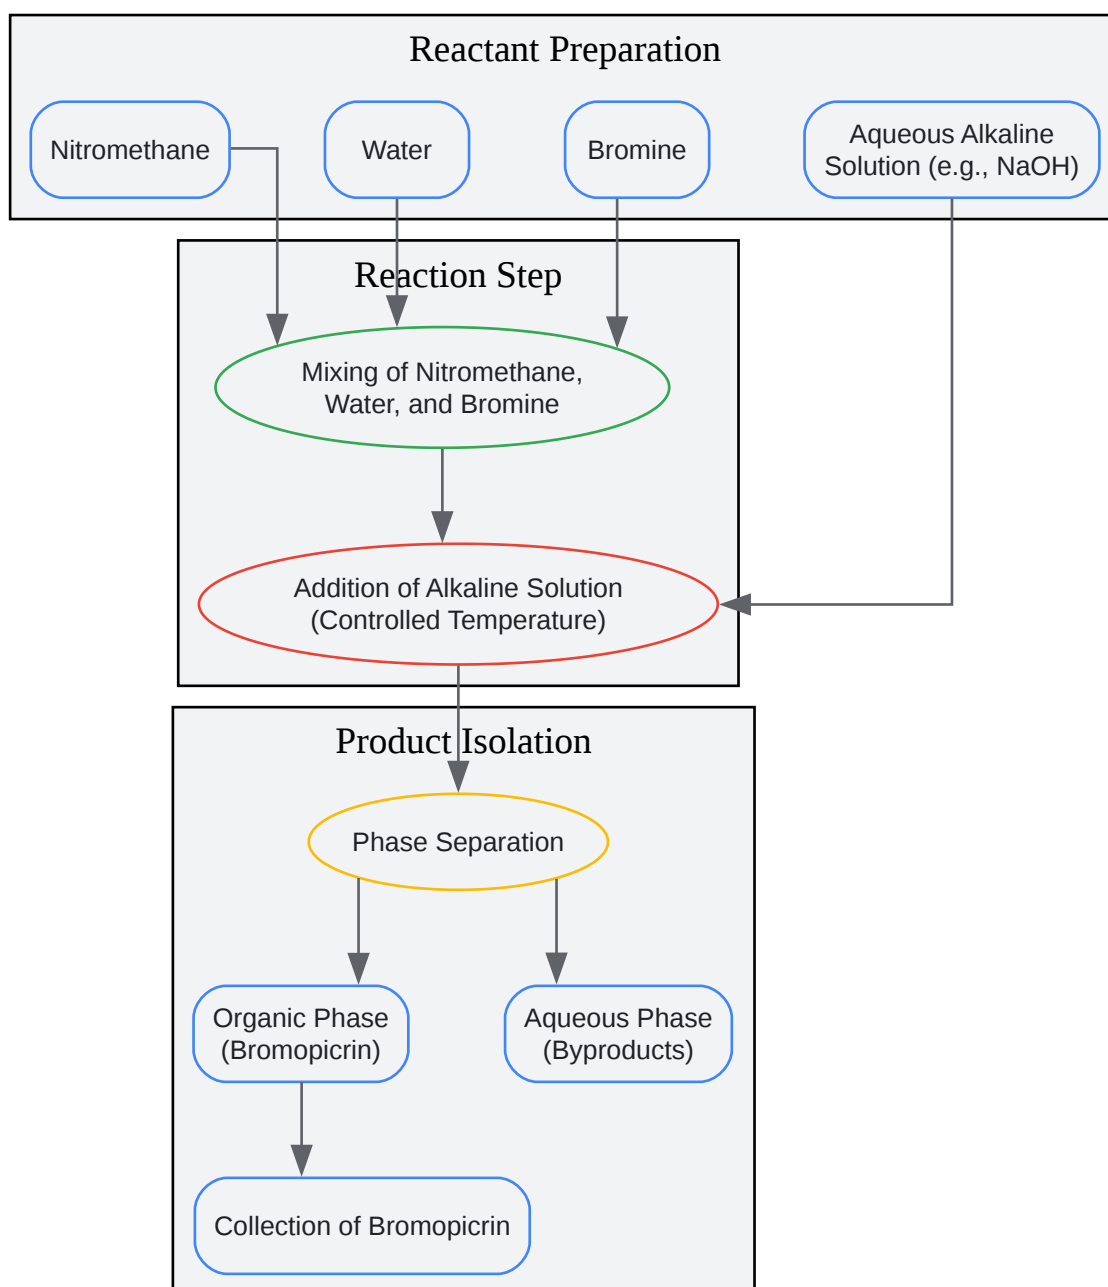 Reactant Preparation
Nitromethane
Water
Bromine
Aqueous Alkaline
Solution (e.g., NaOH)
Reaction Step
Mixing of Nitromethane,
Water, and Bromine
Addition of Alkaline Solution
(Controlled Temperature)
Product Isolation
Phase Separation
Organic Phase
(Bromopicrin)
Aqueous Phase
(Byproducts)
Collection of Bromopicrin